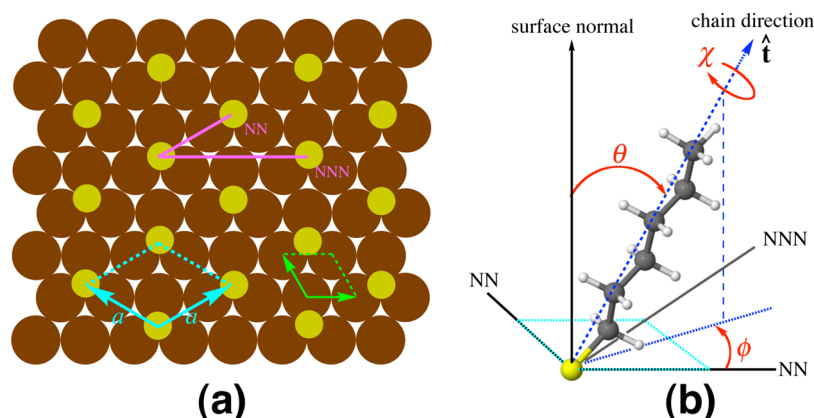 NN
NNN
a
a
(a)
surface normal
chain direction
t̂
χ
θ
NNN
NN
ϕ
NN
(b)